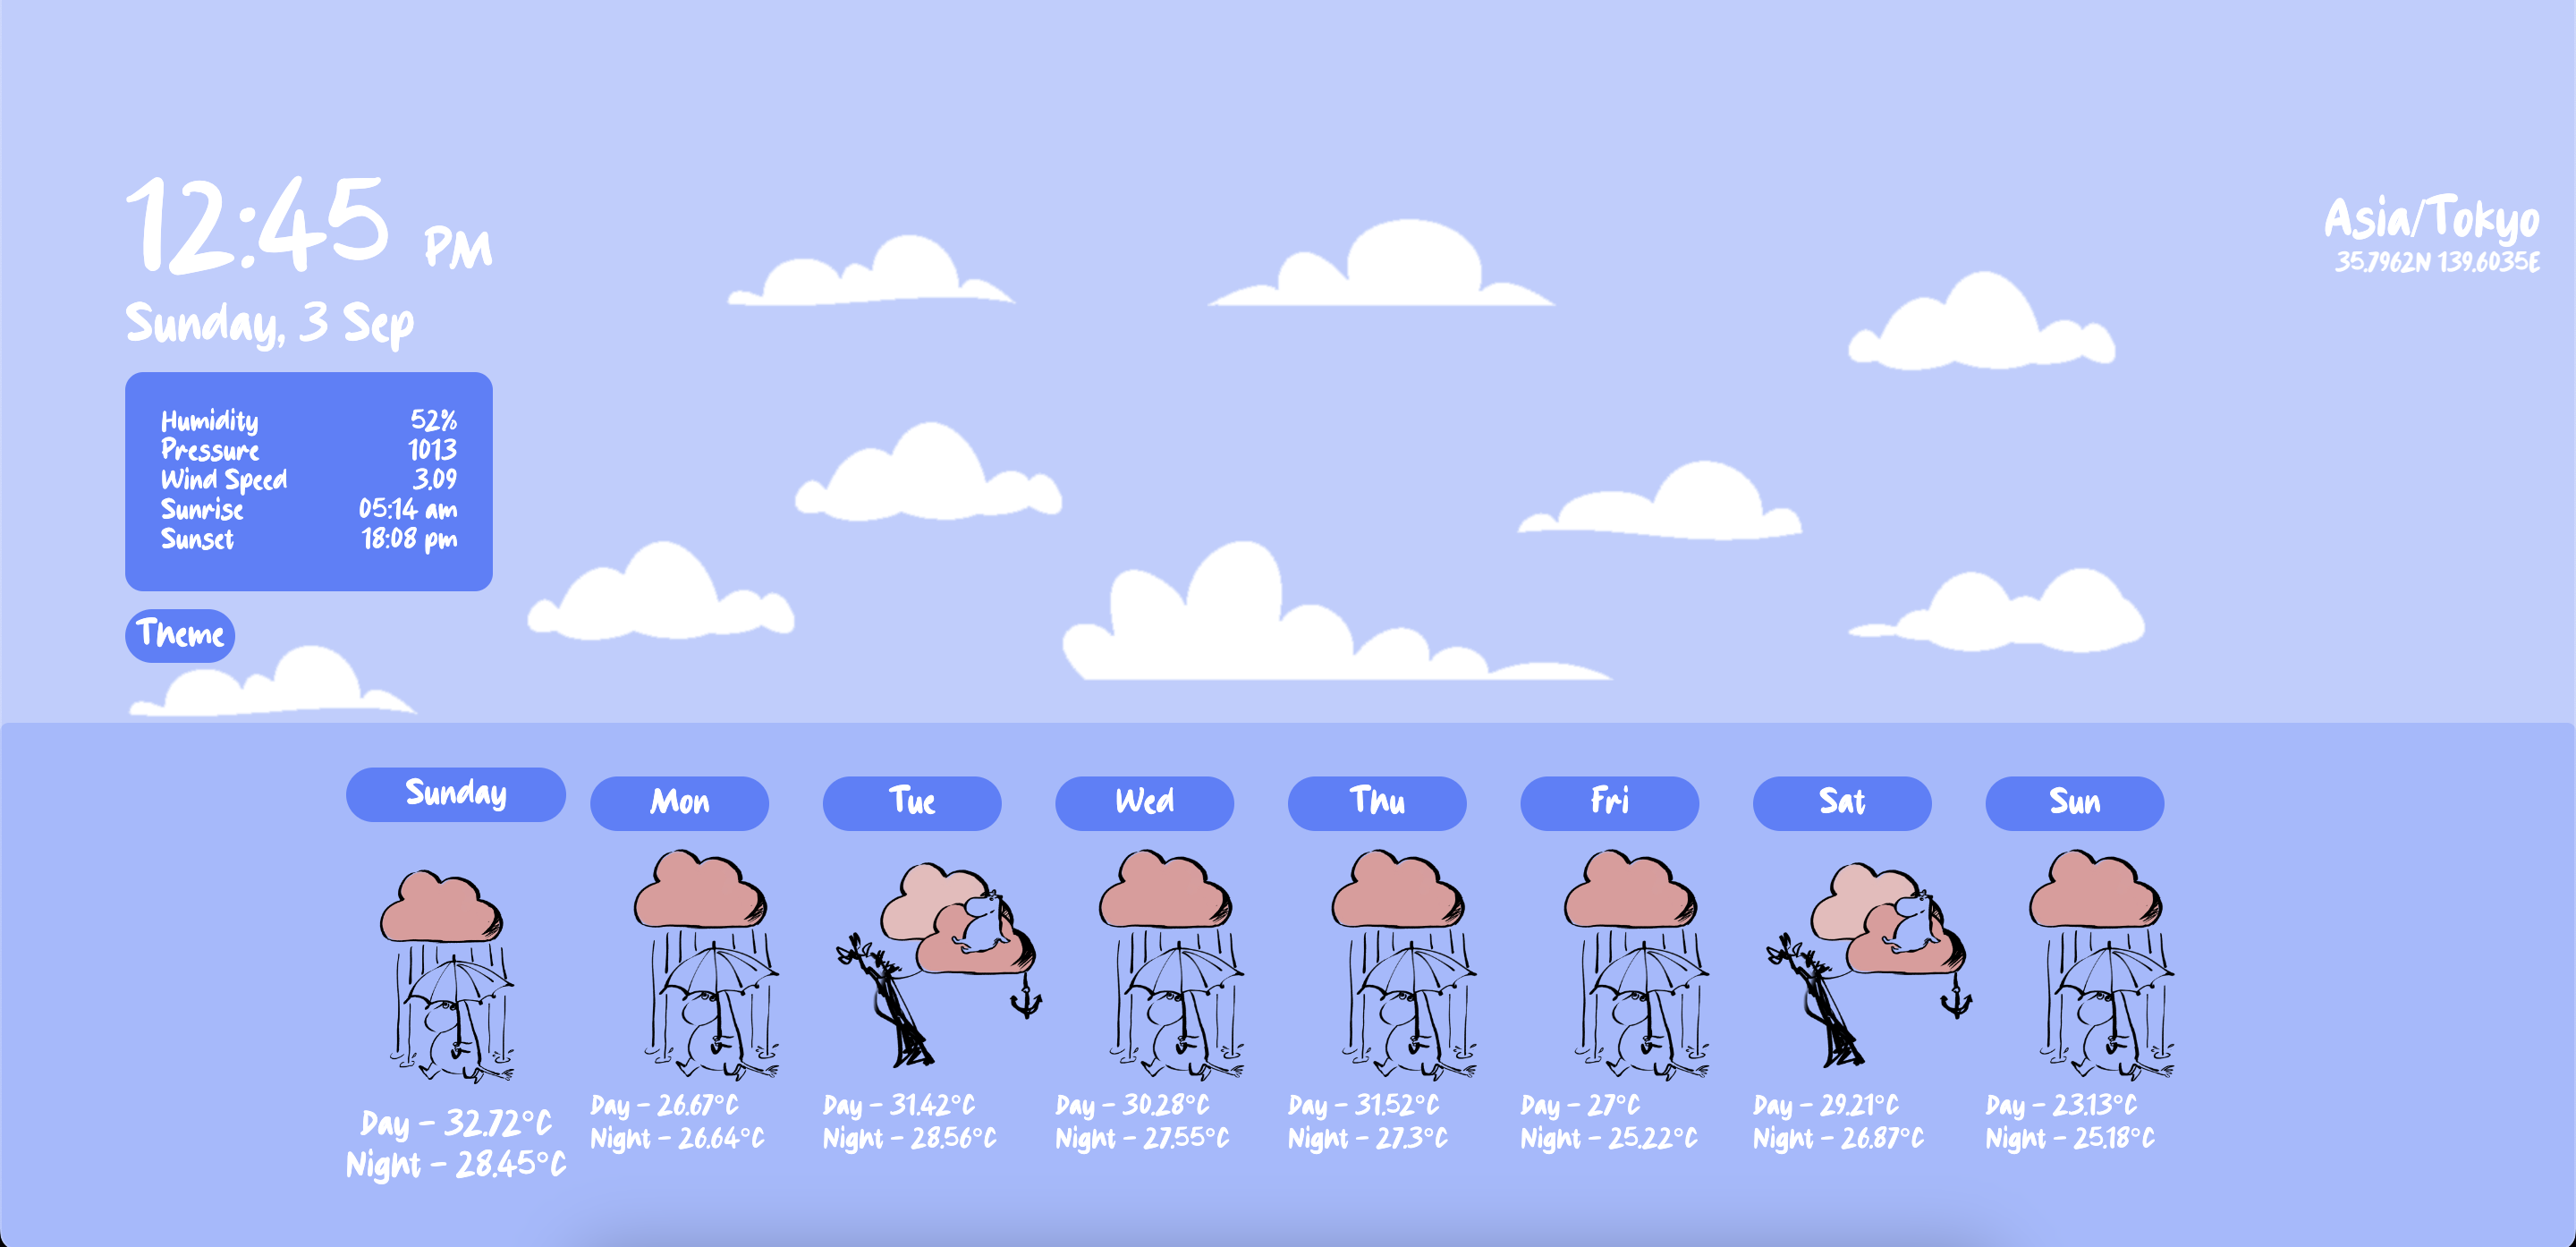 12:45 PM
Asia/Tokyo
35.7962N 139.6035E
Sunday, 3 Sep
Humidity 52%
Pressure 1013
Wind Speed 3.09
Sunrise 05:14 am
Sunset 18:08 pm
Theme
Sunday
Day - 32.72°C
Night - 28.45°C
Mon
Day - 26.67°C
Night - 26.64°C
Tue
Day - 31.42°C
Night - 28.56°C
Wed
Day - 30.28°C
Night - 27.55°C
Thu
Day - 31.52°C
Night - 27.3°C
Fri
Day - 27°C
Night - 25.22°C
Sat
Day - 29.21°C
Night - 26.87°C
Sun
Day - 23.13°C
Night - 25.18°C